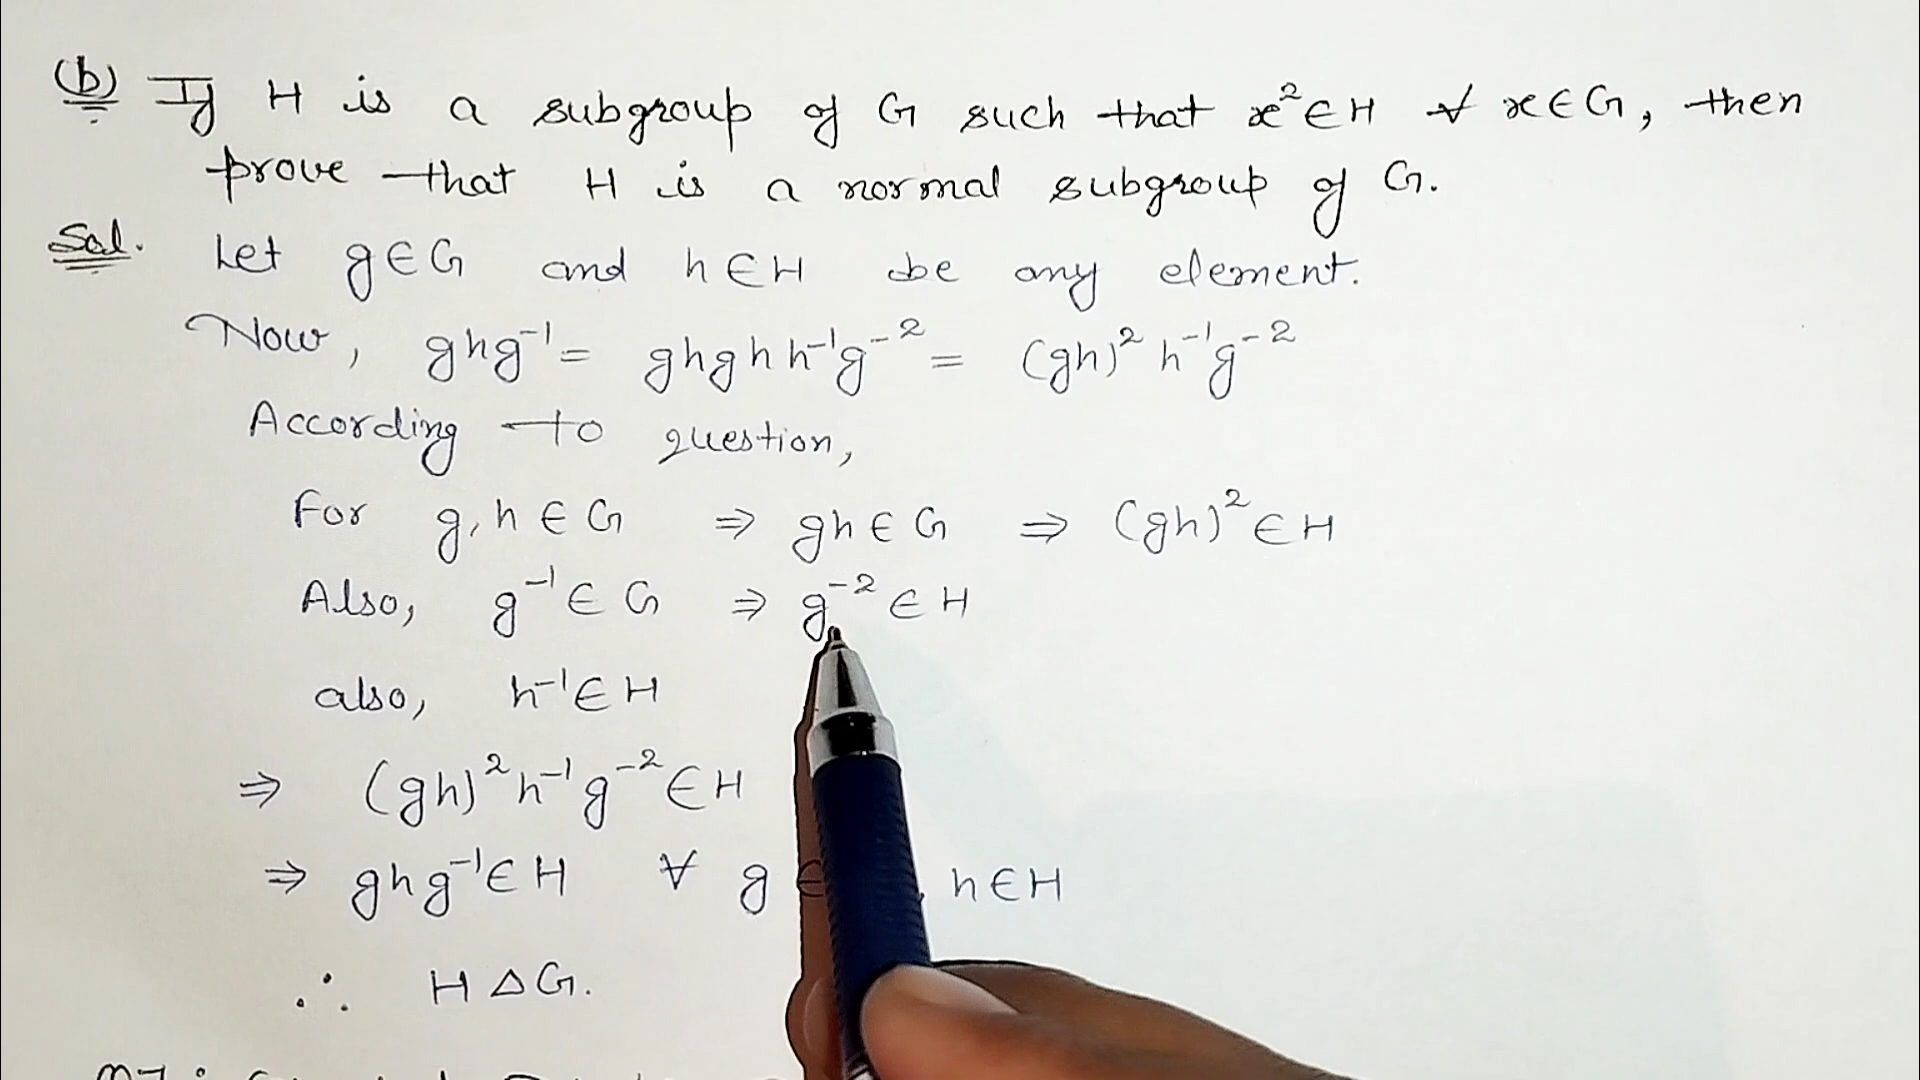 (b) If H is a subgroup of G such that x²∈H ∀ x∈G, then
prove that H is a normal subgroup of G.
Sol. Let g∈G and h∈H be any element.
Now, ghg⁻¹ = ghgh h⁻¹g⁻² = (gh)² h⁻¹g⁻²
According to question,
For g,h ∈ G ⇒ gh∈G ⇒ (gh)²∈H
Also, g⁻¹∈G ⇒ g⁻²∈H
also, h⁻¹∈H
⇒ (gh)²h⁻¹g⁻²∈H
⇒ ghg⁻¹∈H ∀ g ∈ , h∈H
∴ H △ G.